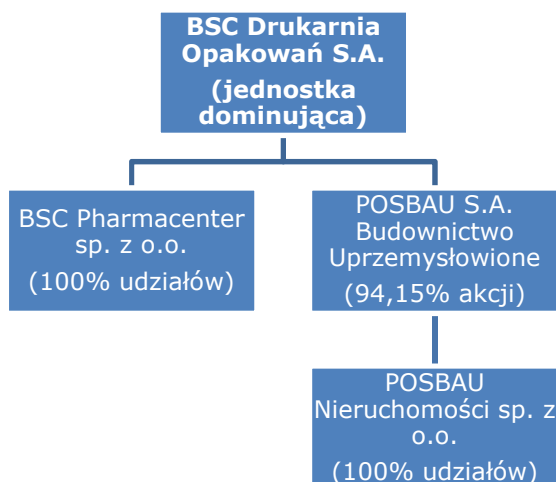 BSC Drukarnia
Opakowań S.A.
(jednostka
dominująca)
BSC Pharmacenter
sp. z o.o.
(100% udziałów)
POSBAU S.A.
Budownictwo
Uprzemysłowione
(94,15% akcji)
POSBAU
Nieruchomości sp. z
o.o.
(100% udziałów)